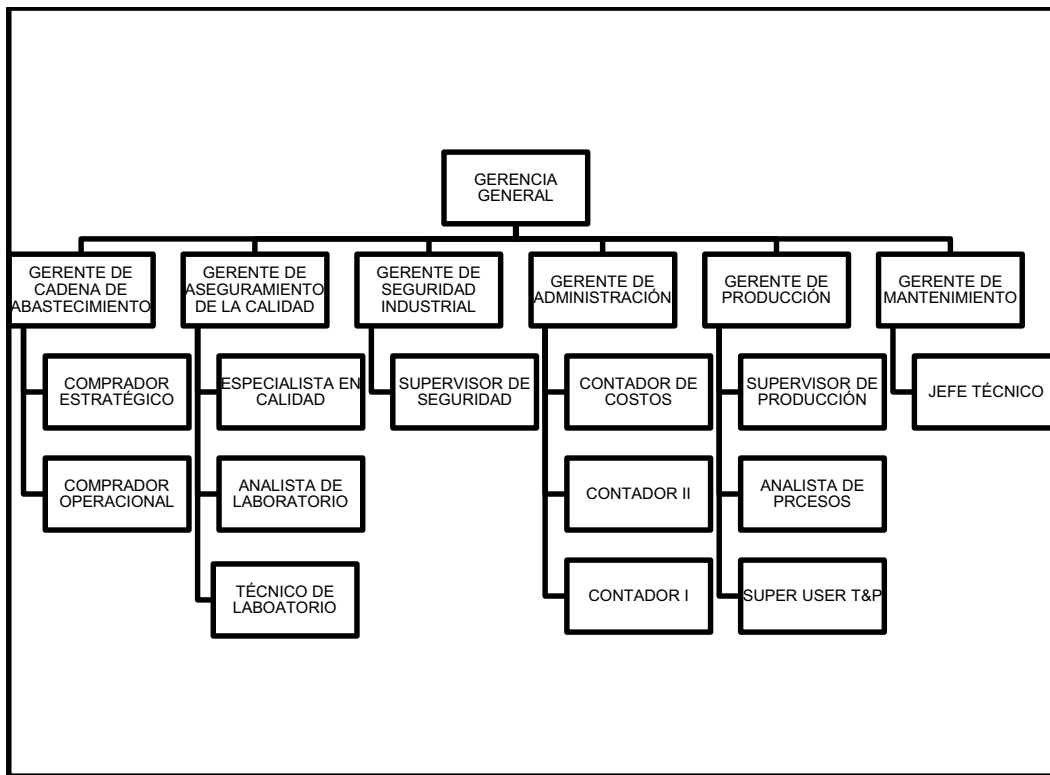 GERENCIA
GENERAL
GERENTE DE
CADENA DE
ABASTECIMIENTO
GERENTE DE
ASEGURAMIENTO
DE LA CALIDAD
GERENTE DE
SEGURIDAD
INDUSTRIAL
GERENTE DE
ADMINISTRACIÓN
GERENTE DE
PRODUCCIÓN
GERENTE DE
MANTENIMIENTO
COMPRADOR
ESTRATÉGICO
ESPECIALISTA EN
CALIDAD
SUPERVISOR DE
SEGURIDAD
CONTADOR DE
COSTOS
SUPERVISOR DE
PRODUCCIÓN
JEFE TÉCNICO
COMPRADOR
OPERACIONAL
ANALISTA DE
LABORATORIO
CONTADOR II
ANALISTA DE
PRCESOS
TÉCNICO DE
LABOATORIO
CONTADOR I
SUPER USER T&P